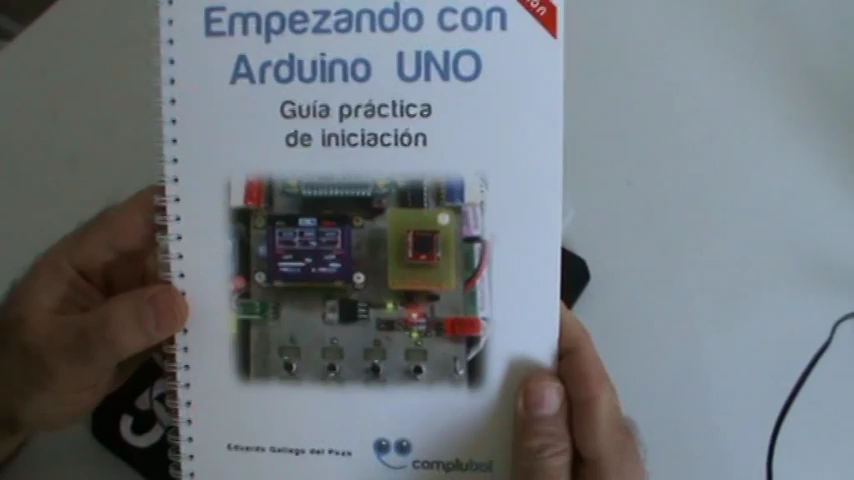 Empezando con
Arduino UNO
Guía práctica
de iniciación
Eduardo Gallego del Pozo
complubot